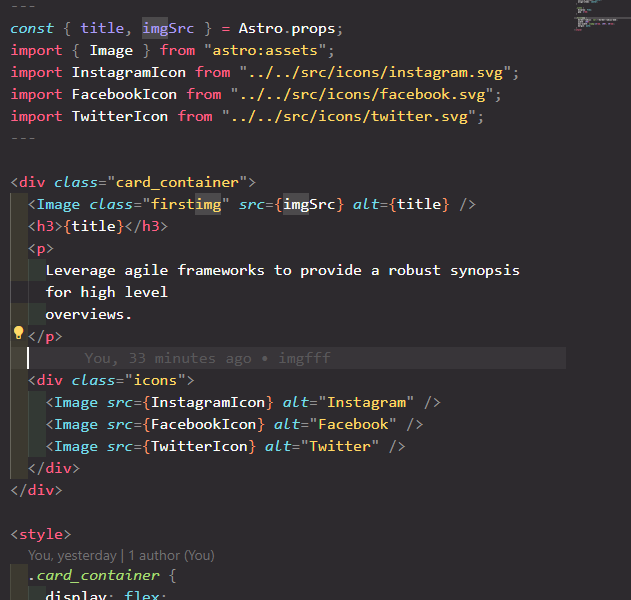 ---
const { title, imgSrc } = Astro.props;
import { Image } from "astro:assets";
import InstagramIcon from "../../src/icons/instagram.svg";
import FacebookIcon from "../../src/icons/facebook.svg";
import TwitterIcon from "../../src/icons/twitter.svg";
---
<div class="card_container">
<Image class="firstimg" src={imgSrc} alt={title} />
<h3>{title}</h3>
<p>
Leverage agile frameworks to provide a robust synopsis
for high level
overviews.
</p>
You, 33 minutes ago • imgfff
<div class="icons">
<Image src={InstagramIcon} alt="Instagram" />
<Image src={FacebookIcon} alt="Facebook" />
<Image src={TwitterIcon} alt="Twitter" />
</div>
</div>
<style>
You, yesterday | 1 author (You)
.card_container {
display: flex;